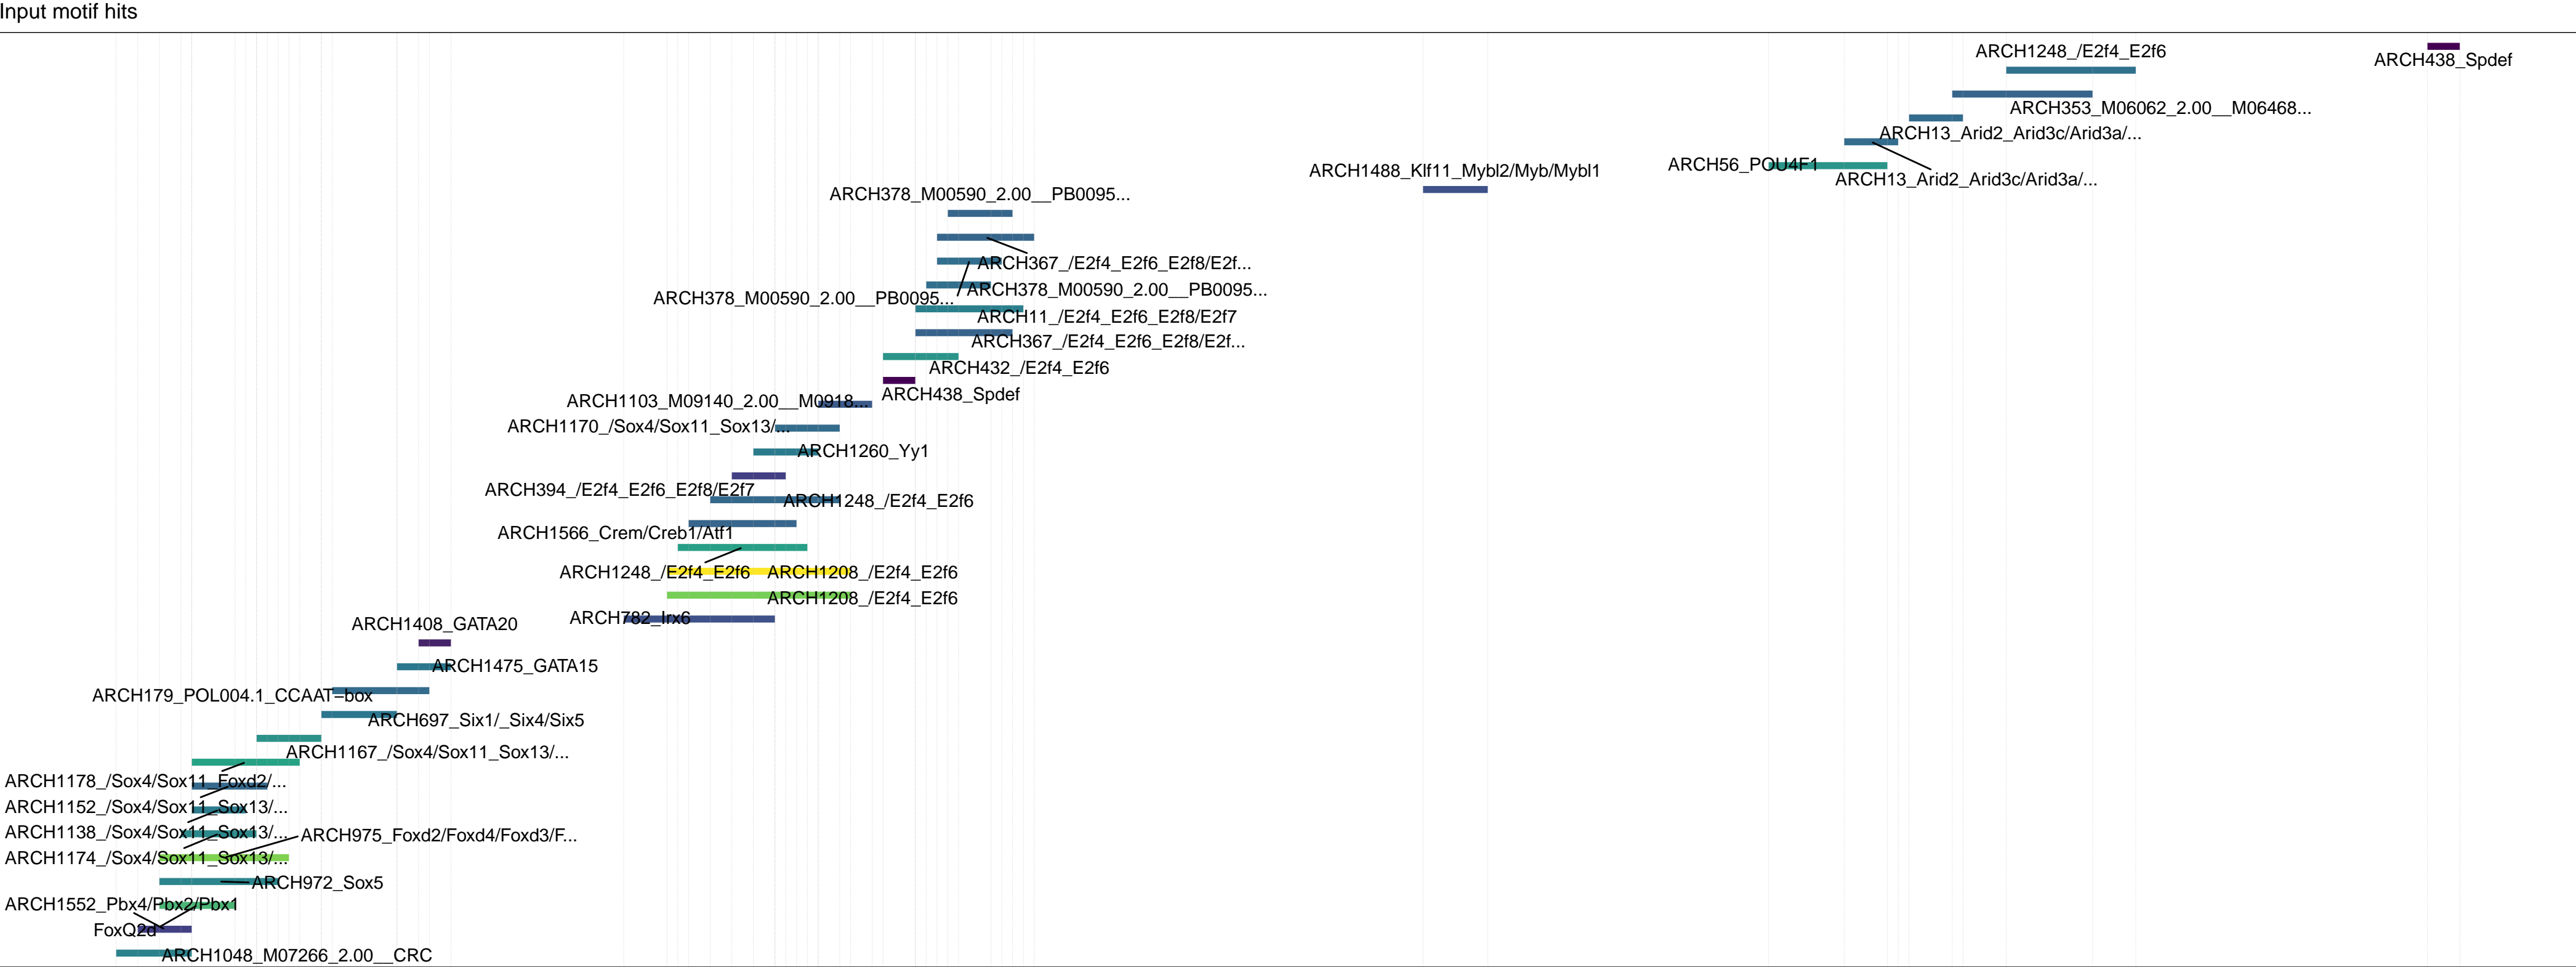 Input motif hits
ARCH1248_/E2f4_E2f6
ARCH438_Spdef
ARCH353_M06062_2.00__M06468...
ARCH13_Arid2_Arid3c/Arid3a/...
ARCH56_POU4F1
ARCH1488_Klf11_Mybl2/Myb/Mybl1
ARCH13_Arid2_Arid3c/Arid3a/...
ARCH378_M00590_2.00__PB0095...
ARCH367_/E2f4_E2f6_E2f8/E2f...
ARCH378_M00590_2.00__PB0095...
ARCH378_M00590_2.00__PB0095...
ARCH11_/E2f4_E2f6_E2f8/E2f7
ARCH367_/E2f4_E2f6_E2f8/E2f...
ARCH432_/E2f4_E2f6
ARCH438_Spdef
ARCH1103_M09140_2.00__M0918...
ARCH1170_/Sox4/Sox11_Sox13/...
ARCH1260_Yy1
ARCH394_/E2f4_E2f6_E2f8/E2f7
ARCH1248_/E2f4_E2f6
ARCH1566_Crem/Creb1/Atf1
ARCH1248_/E2f4_E2f6
ARCH1208_/E2f4_E2f6
ARCH1208_/E2f4_E2f6
ARCH782_Irx6
ARCH1408_GATA20
ARCH1475_GATA15
ARCH179_POL004.1_CCAAT−box
ARCH697_Six1/_Six4/Six5
ARCH1167_/Sox4/Sox11_Sox13/...
ARCH1178_/Sox4/Sox11_Foxd2/...
ARCH1152_/Sox4/Sox11_Sox13/...
ARCH1138_/Sox4/Sox11_Sox13/...
ARCH975_Foxd2/Foxd4/Foxd3/F...
ARCH1174_/Sox4/Sox11_Sox13/...
ARCH972_Sox5
ARCH1552_Pbx4/Pbx2/Pbx1
FoxQ2d
ARCH1048_M07266_2.00__CRC